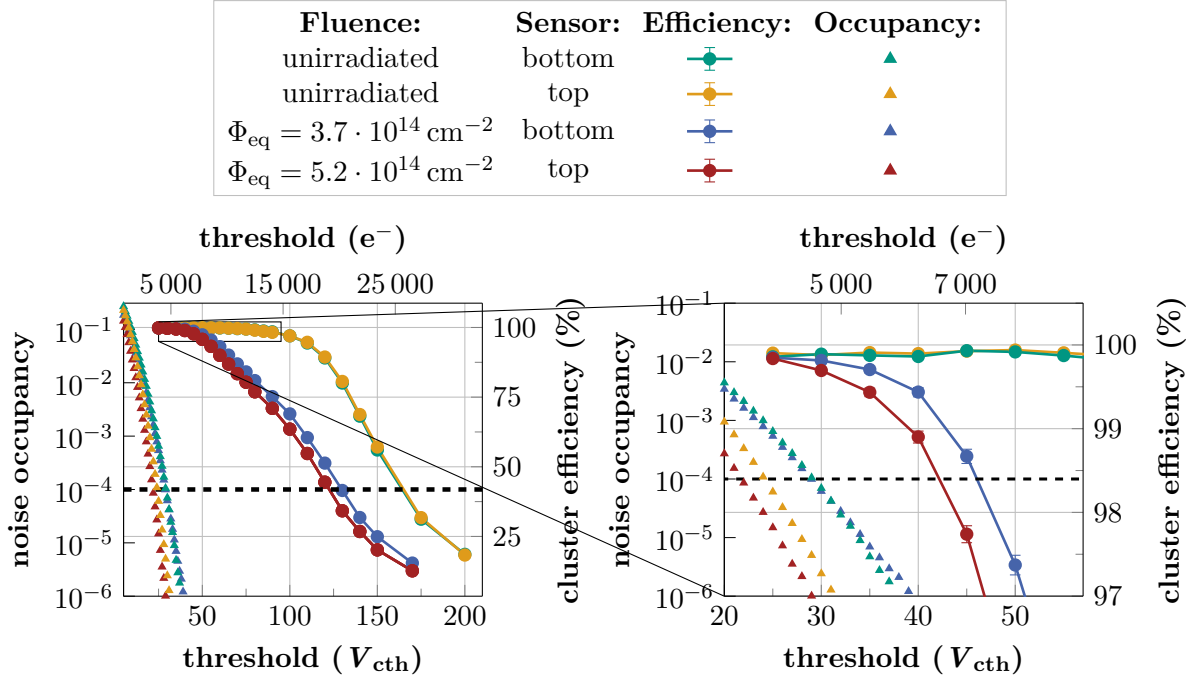 Fluence: Sensor: Efficiency: Occupancy:
unirradiated bottom
unirradiated top
Φeq = 3.7 · 10¹⁴ cm⁻² bottom
Φeq = 5.2 · 10¹⁴ cm⁻² top
threshold (e⁻)
5 000 15 000 25 000
noise occupancy
10⁻¹
10⁻²
10⁻³
10⁻⁴
10⁻⁵
10⁻⁶
100
75
50
25
cluster efficiency (%)
50 100 150 200
threshold (Vcth)
threshold (e⁻)
5 000 7 000
noise occupancy
10⁻¹
10⁻²
10⁻³
10⁻⁴
10⁻⁵
10⁻⁶
100
99
98
97
cluster efficiency (%)
20 30 40 50
threshold (Vcth)